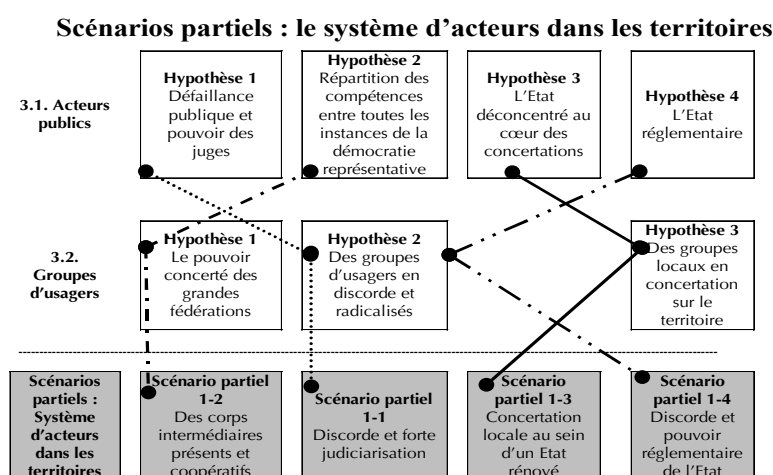 Scénarios partiels : le système d’acteurs dans les territoires
3.1. Acteurs
publics
Hypothèse 1
Défaillance
publique et
pouvoir des
juges
Hypothèse 2
Répartition des
compétences
entre toutes les
instances de la
démocratie
représentative
Hypothèse 3
L’Etat
déconcentré au
cœur des
concertations
Hypothèse 4
L’Etat
réglementaire
3.2.
Groupes
d’usagers
Hypothèse 1
Le pouvoir
concerté des
grandes
fédérations
Hypothèse 2
Des groupes
d’usagers en
discorde et
radicalisés
Hypothèse 3
Des groupes
locaux en
concertation
sur le
territoire
Scénarios
partiels :
Système
d’acteurs
dans les
territoires
Scénario partiel
1-2
Des corps
intermédiaires
présents et
coopératifs
Scénario partiel
1-1
Discorde et forte
judiciarisation
Scénario
partiel 1-3
Concertation
locale au sein
d’un Etat
rénové
Scénario
partiel 1-4
Discorde et
pouvoir
réglementaire
de l’Etat